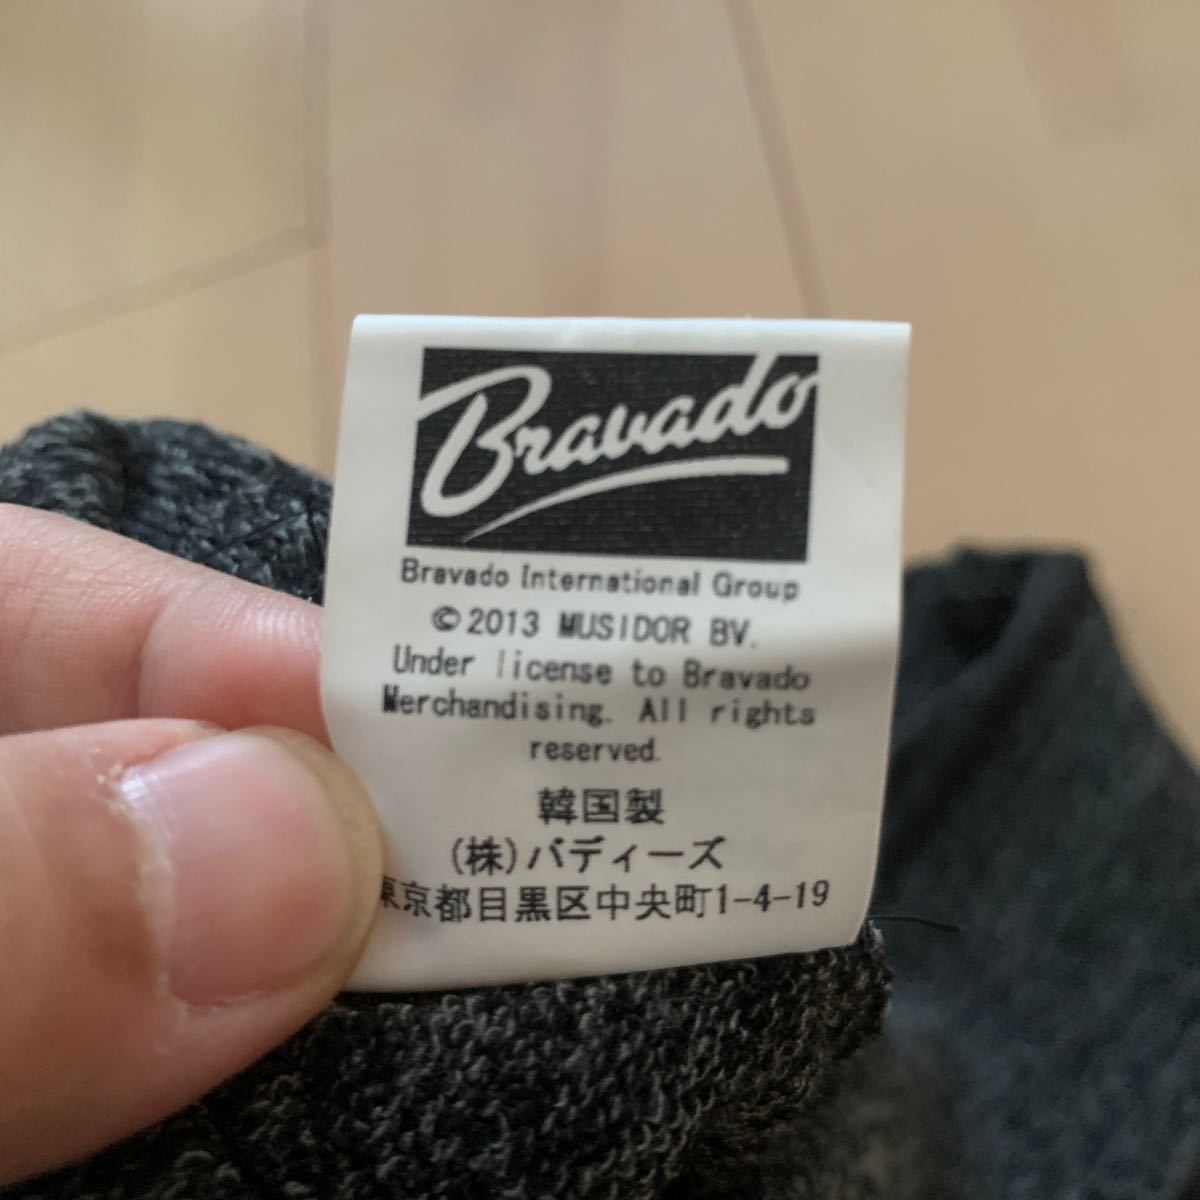 Bravado
Bravado International Group
©2013 MUSIDOR BV.
Under license to Bravado
Merchandising. All rights
reserved.
韓国製
(株)バディーズ
東京都目黒区中央町1-4-19